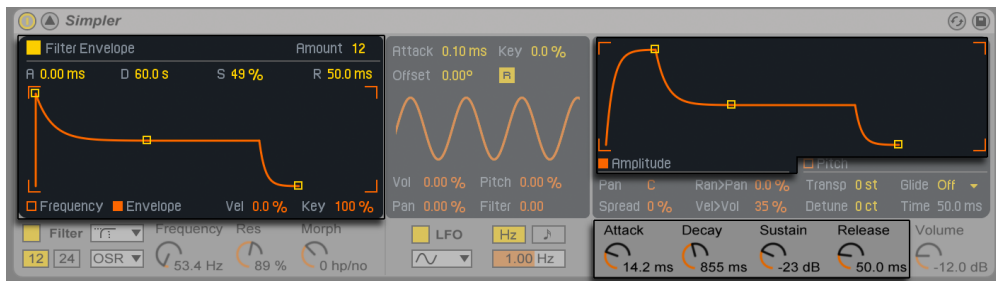 Simpler
Filter Envelope Amount 12
A 0.00 ms D 60.0 s S 49 % R 50.0 ms
Frequency Envelope Vel 0.0 % Key 100 %
Attack 0.10 ms Key 0.0 %
Offset 0.00° R
Vol 0.00 % Pitch 0.00 %
Pan 0.00 % Filter 0.00
Amplitude Pitch
Pan C Ran>Pan 0.0 % Transp 0 st Glide Off
Spread 0 % Vel>Vol 35 % Detune 0 ct Time 50.0 ms
Filter Frequency Res Morph
12 24 OSR 53.4 Hz 89 % 0 hp/no
LFO Hz
1.00 Hz
Attack Decay Sustain Release Volume
14.2 ms 855 ms -23 dB 50.0 ms -12.0 dB